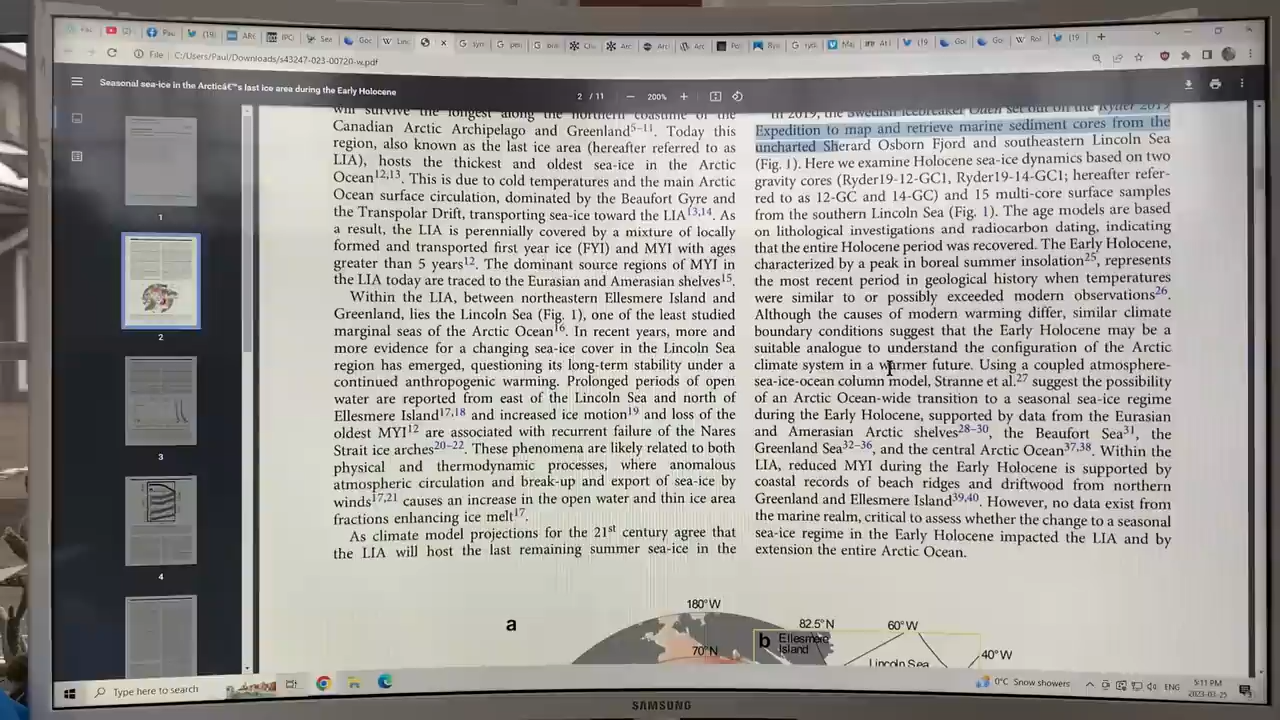 File | C:/Users/Paul/Downloads/s43247-023-00720-w.pdf
Seasonal sea-ice in the Arcticâ€™s last ice area during the Early Holocene
2 / 11
200%
will survive the longest along the northern coastline of the
Canadian Arctic Archipelago and Greenland5–11. Today this
region, also known as the last ice area (hereafter referred to as
LIA), hosts the thickest and oldest sea-ice in the Arctic
Ocean12,13. This is due to cold temperatures and the main Arctic
Ocean surface circulation, dominated by the Beaufort Gyre and
the Transpolar Drift, transporting sea-ice toward the LIA13,14. As
a result, the LIA is perennially covered by a mixture of locally
formed and transported first year ice (FYI) and MYI with ages
greater than 5 years12. The dominant source regions of MYI in
the LIA today are traced to the Eurasian and Amerasian shelves15.
Within the LIA, between northeastern Ellesmere Island and
Greenland, lies the Lincoln Sea (Fig. 1), one of the least studied
marginal seas of the Arctic Ocean16. In recent years, more and
more evidence for a changing sea-ice cover in the Lincoln Sea
region has emerged, questioning its long-term stability under a
continued anthropogenic warming. Prolonged periods of open
water are reported from east of the Lincoln Sea and north of
Ellesmere Island17,18 and increased ice motion19 and loss of the
oldest MYI12 are associated with recurrent failure of the Nares
Strait ice arches20–22. These phenomena are likely related to both
physical and thermodynamic processes, where anomalous
atmospheric circulation and break-up and export of sea-ice by
winds17,21 causes an increase in the open water and thin ice area
fractions enhancing ice melt17.
As climate model projections for the 21st century agree that
the LIA will host the last remaining summer sea-ice in the
In 2019, the Swedish icebreaker Oden set out on the Ryder 2019
Expedition to map and retrieve marine sediment cores from the
uncharted Sherard Osborn Fjord and southeastern Lincoln Sea
(Fig. 1). Here we examine Holocene sea-ice dynamics based on two
gravity cores (Ryder19-12-GC1, Ryder19-14-GC1; hereafter refer-
red to as 12-GC and 14-GC) and 15 multi-core surface samples
from the southern Lincoln Sea (Fig. 1). The age models are based
on lithological investigations and radiocarbon dating, indicating
that the entire Holocene period was recovered. The Early Holocene,
characterized by a peak in boreal summer insolation25, represents
the most recent period in geological history when temperatures
were similar to or possibly exceeded modern observations26.
Although the causes of modern warming differ, similar climate
boundary conditions suggest that the Early Holocene may be a
suitable analogue to understand the configuration of the Arctic
climate system in a warmer future. Using a coupled atmosphere-
sea-ice-ocean column model, Stranne et al.27 suggest the possibility
of an Arctic Ocean-wide transition to a seasonal sea-ice regime
during the Early Holocene, supported by data from the Eurasian
and Amerasian Arctic shelves28–30, the Beaufort Sea31, the
Greenland Sea32–36, and the central Arctic Ocean37,38. Within the
LIA, reduced MYI during the Early Holocene is supported by
coastal records of beach ridges and driftwood from northern
Greenland and Ellesmere Island39,40. However, no data exist from
the marine realm, critical to assess whether the change to a seasonal
sea-ice regime in the Early Holocene impacted the LIA and by
extension the entire Arctic Ocean.
1
2
3
4
a
180°W
70°N
b
Ellesmere
Island
82.5°N
60°W
40°W
Lincoln Sea
Type here to search
0°C Snow showers
ENG
5:11 PM
2023-03-25
SAMSUNG